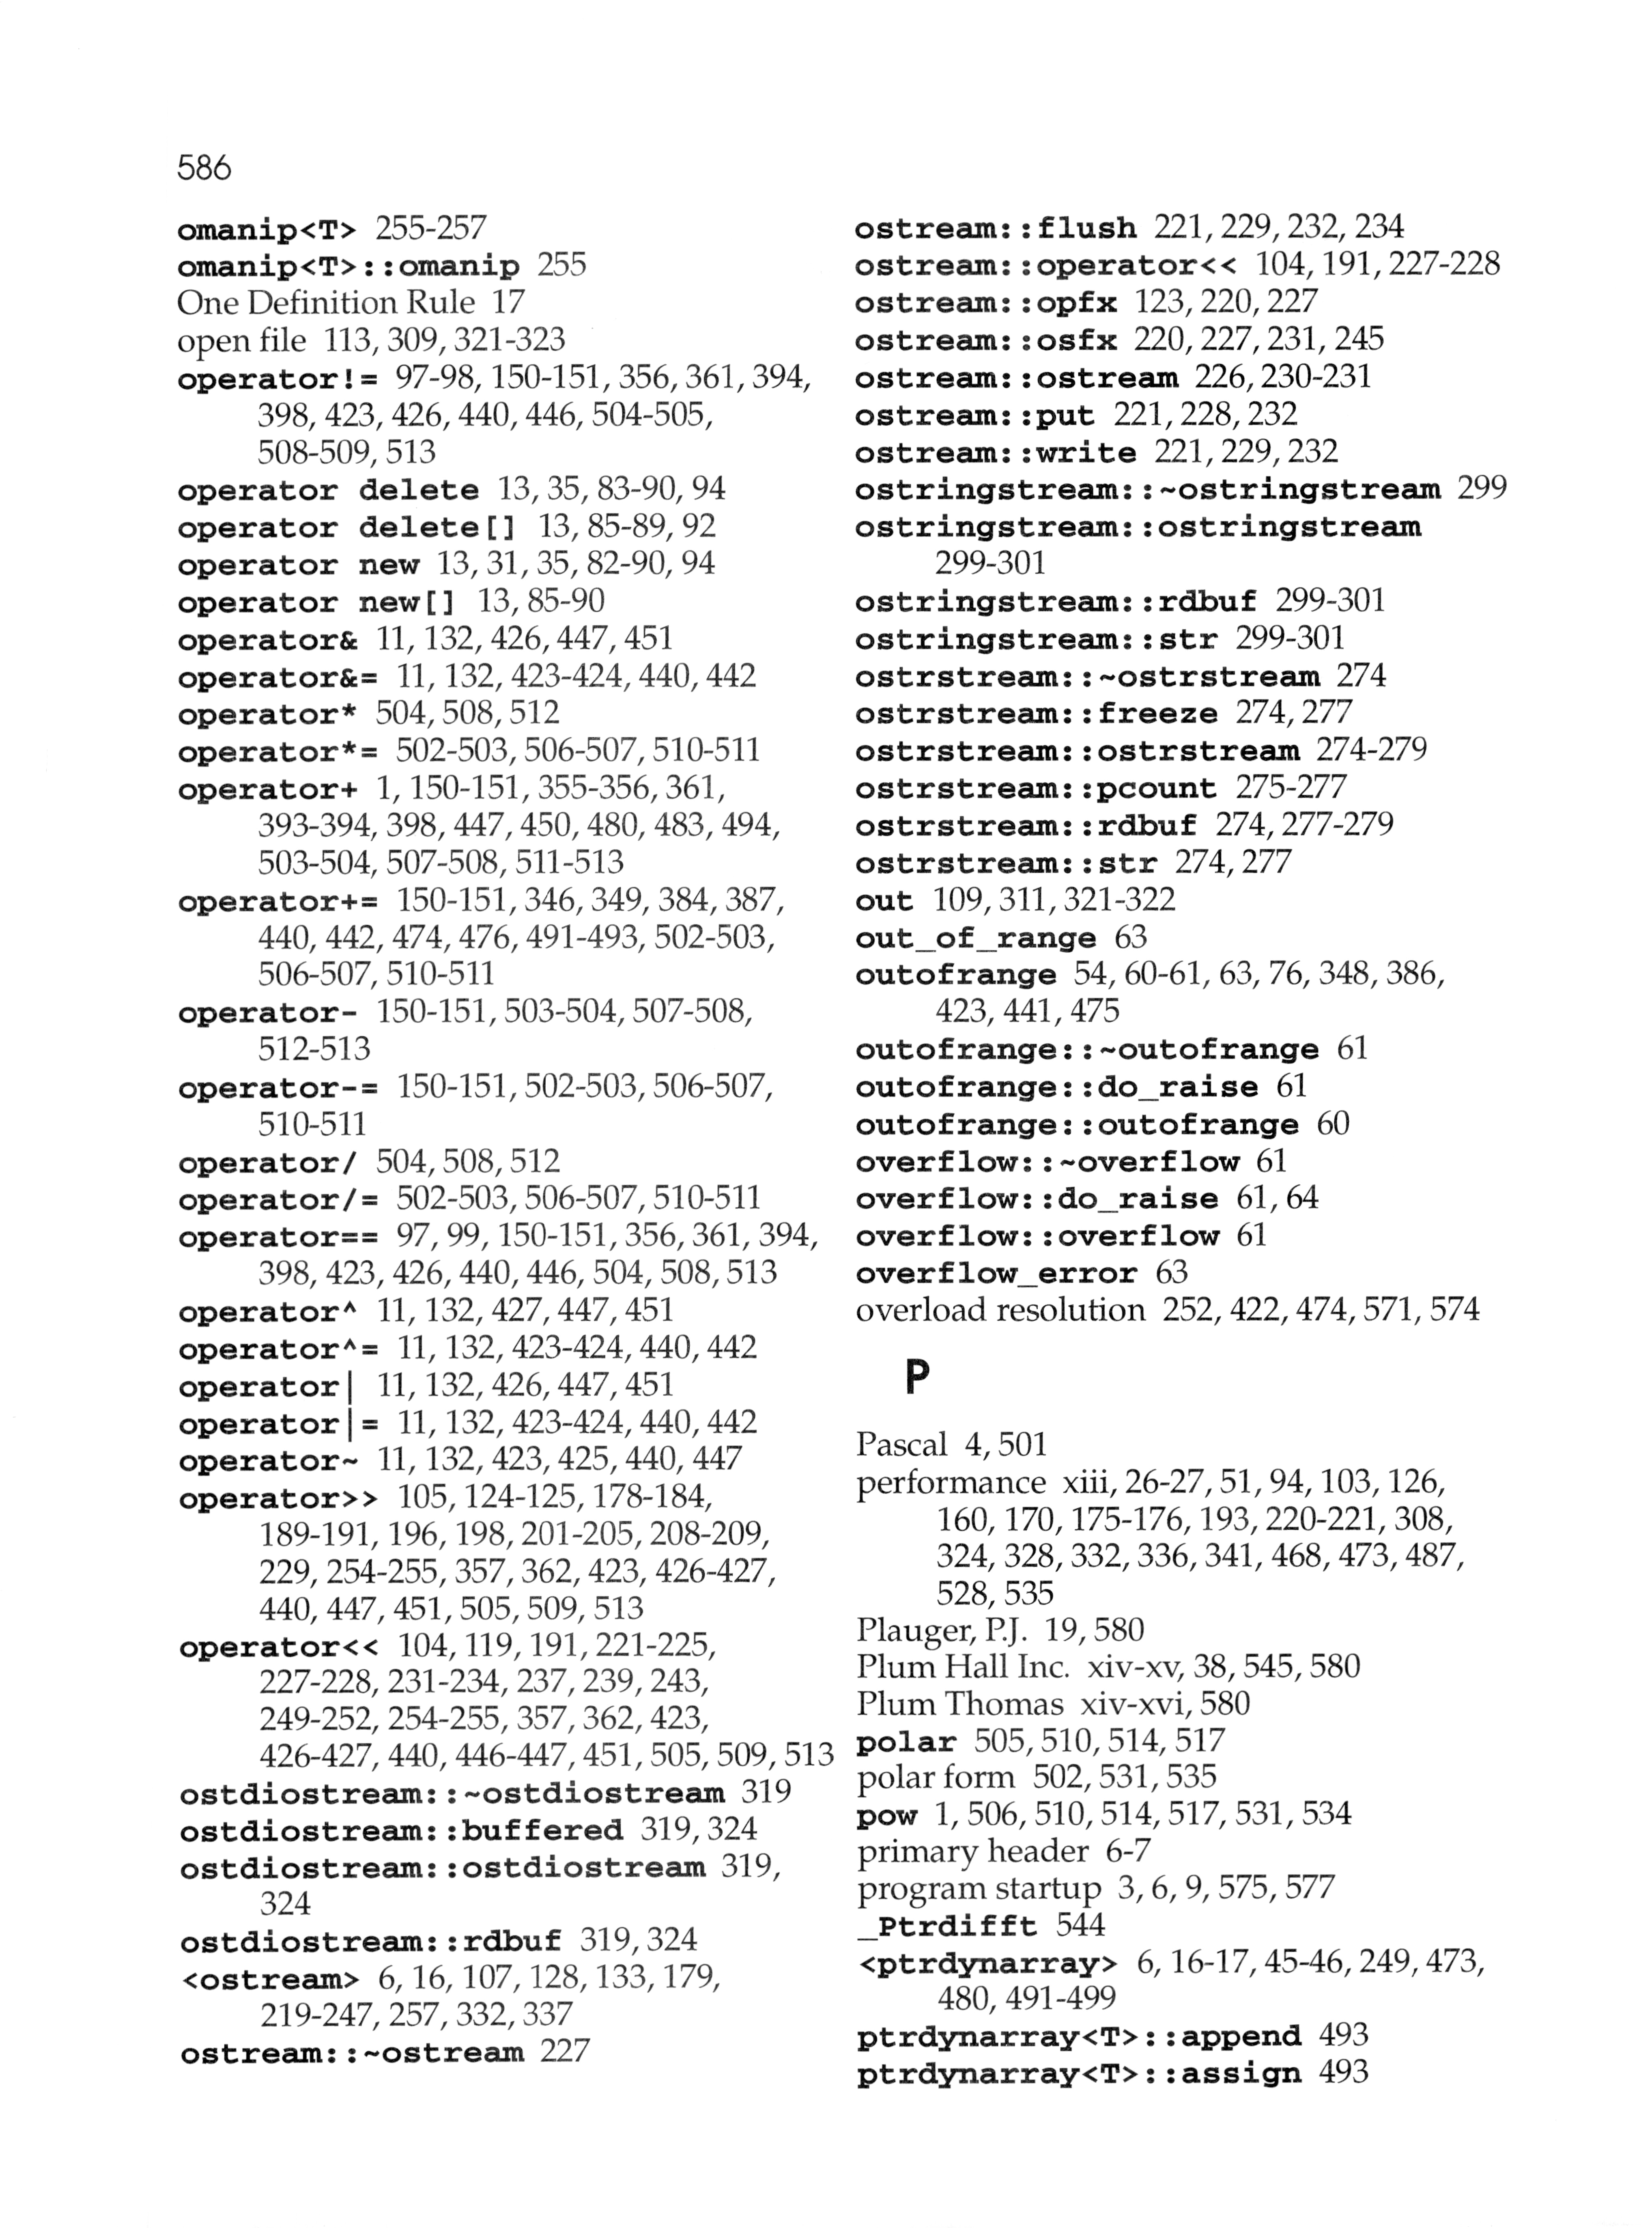 586
omanip<T> 255-257
omanip<T>::omanip 255
One Definition Rule 17
open file 113, 309, 321-323
operator!= 97-98, 150-151, 356, 361, 394,
398, 423, 426, 440, 446, 504-505,
508-509, 513
operator delete 13, 35, 83-90, 94
operator delete[] 13, 85-89, 92
operator new 13, 31, 35, 82-90, 94
operator new[] 13, 85-90
operator& 11, 132, 426, 447, 451
operator&= 11, 132, 423-424, 440, 442
operator* 504, 508, 512
operator*= 502-503, 506-507, 510-511
operator+ 1, 150-151, 355-356, 361,
393-394, 398, 447, 450, 480, 483, 494,
503-504, 507-508, 511-513
operator+= 150-151, 346, 349, 384, 387,
440, 442, 474, 476, 491-493, 502-503,
506-507, 510-511
operator- 150-151, 503-504, 507-508,
512-513
operator-= 150-151, 502-503, 506-507,
510-511
operator/ 504, 508, 512
operator/= 502-503, 506-507, 510-511
operator== 97, 99, 150-151, 356, 361, 394,
398, 423, 426, 440, 446, 504, 508, 513
operator^ 11, 132, 427, 447, 451
operator^= 11, 132, 423-424, 440, 442
operator| 11, 132, 426, 447, 451
operator|= 11, 132, 423-424, 440, 442
operator~ 11, 132, 423, 425, 440, 447
operator>> 105, 124-125, 178-184,
189-191, 196, 198, 201-205, 208-209,
229, 254-255, 357, 362, 423, 426-427,
440, 447, 451, 505, 509, 513
operator<< 104, 119, 191, 221-225,
227-228, 231-234, 237, 239, 243,
249-252, 254-255, 357, 362, 423,
426-427, 440, 446-447, 451, 505, 509, 513
ostdiostream::~ostdiostream 319
ostdiostream::buffered 319, 324
ostdiostream::ostdiostream 319,
324
ostdiostream::rdbuf 319, 324
<ostream> 6, 16, 107, 128, 133, 179,
219-247, 257, 332, 337
ostream::~ostream 227
ostream::flush 221, 229, 232, 234
ostream::operator<< 104, 191, 227-228
ostream::opfx 123, 220, 227
ostream::osfx 220, 227, 231, 245
ostream::ostream 226, 230-231
ostream::put 221, 228, 232
ostream::write 221, 229, 232
ostringstream::~ostringstream 299
ostringstream::ostringstream
299-301
ostringstream::rdbuf 299-301
ostringstream::str 299-301
ostrstream::~ostrstream 274
ostrstream::freeze 274, 277
ostrstream::ostrstream 274-279
ostrstream::pcount 275-277
ostrstream::rdbuf 274, 277-279
ostrstream::str 274, 277
out 109, 311, 321-322
out_of_range 63
outofrange 54, 60-61, 63, 76, 348, 386,
423, 441, 475
outofrange::~outofrange 61
outofrange::do_raise 61
outofrange::outofrange 60
overflow::~overflow 61
overflow::do_raise 61, 64
overflow::overflow 61
overflow_error 63
overload resolution 252, 422, 474, 571, 574
P
Pascal 4, 501
performance xiii, 26-27, 51, 94, 103, 126,
160, 170, 175-176, 193, 220-221, 308,
324, 328, 332, 336, 341, 468, 473, 487,
528, 535
Plauger, P.J. 19, 580
Plum Hall Inc. xiv-xv, 38, 545, 580
Plum Thomas xiv-xvi, 580
polar 505, 510, 514, 517
polar form 502, 531, 535
pow 1, 506, 510, 514, 517, 531, 534
primary header 6-7
program startup 3, 6, 9, 575, 577
_Ptrdifft 544
<ptrdynarray> 6, 16-17, 45-46, 249, 473,
480, 491-499
ptrdynarray<T>::append 493
ptrdynarray<T>::assign 493